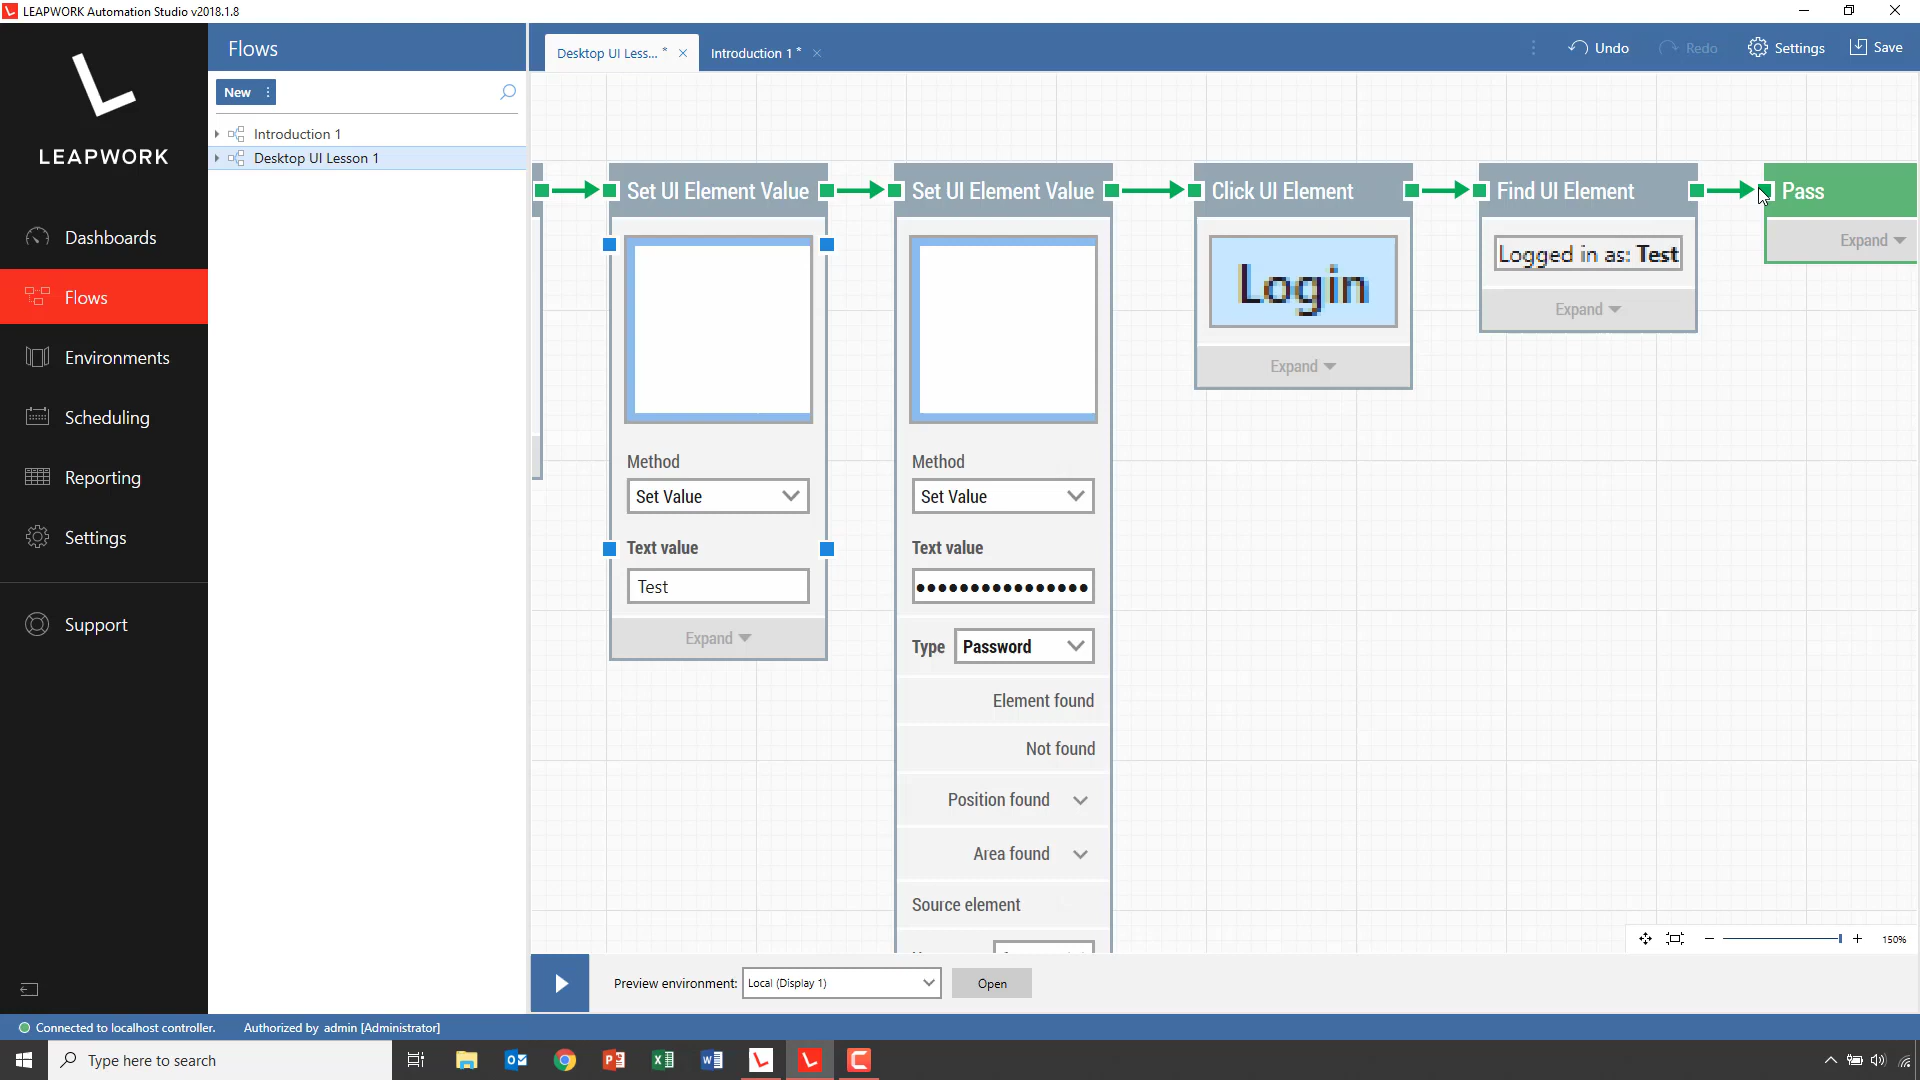 LEAPWORK Automation Studio v2018.1.8
LEAPWORK
Dashboards
Flows
Environments
Scheduling
Reporting
Settings
Support
Flows
New
Introduction 1
Desktop UI Lesson 1
Desktop UI Less... *
Introduction 1 *
Undo
Redo
Settings
Save
Set UI Element Value
Method
Set Value
Text value
Test
Expand
Set UI Element Value
Method
Set Value
Text value
●●●●●●●●●●●●●●●●
Type
Password
Element found
Not found
Position found
Area found
Source element
Click UI Element
Login
Expand
Find UI Element
Logged in as: Test
Expand
Pass
Expand
150%
Preview environment:
Local (Display 1)
Open
Connected to localhost controller.
Authorized by admin [Administrator]
Type here to search